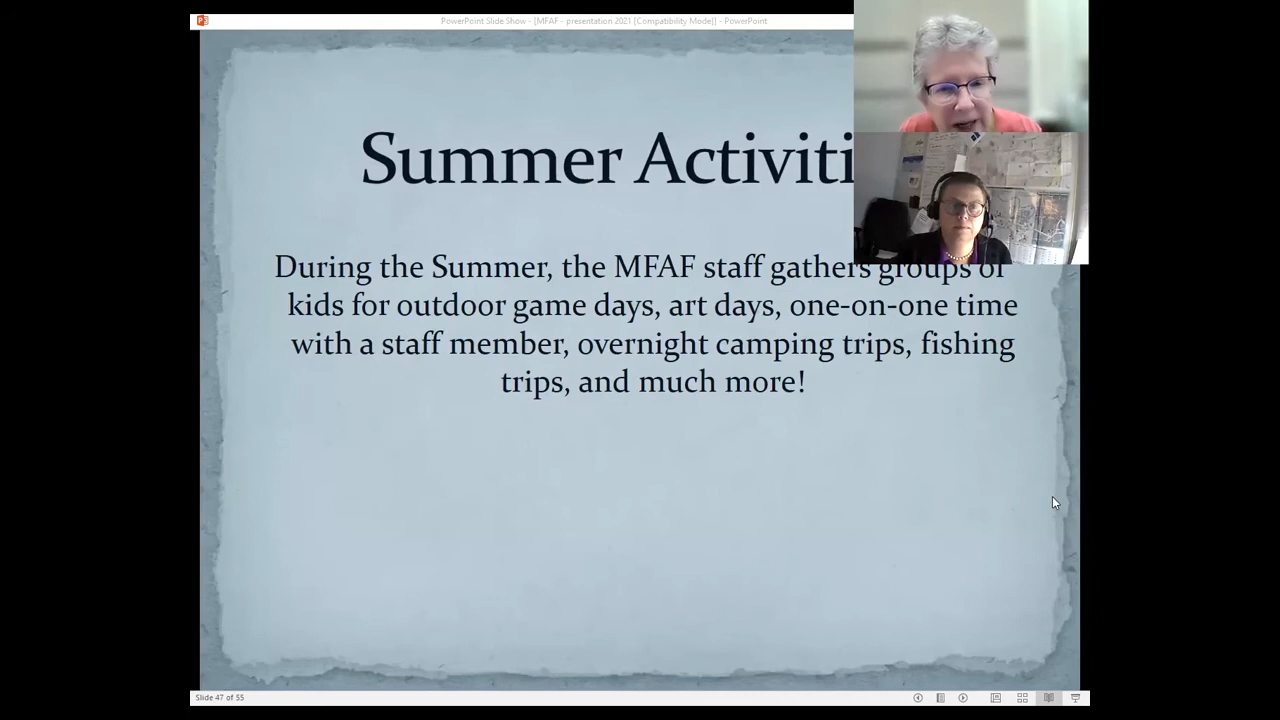 PowerPoint Slide Show - [MFAF - presentation 2021 [Compatibility Mode]] - PowerPoint
Summer Activiti
During the Summer, the MFAF staff gathers groups of
kids for outdoor game days, art days, one-on-one time
with a staff member, overnight camping trips, fishing
trips, and much more!
Slide 47 of 55